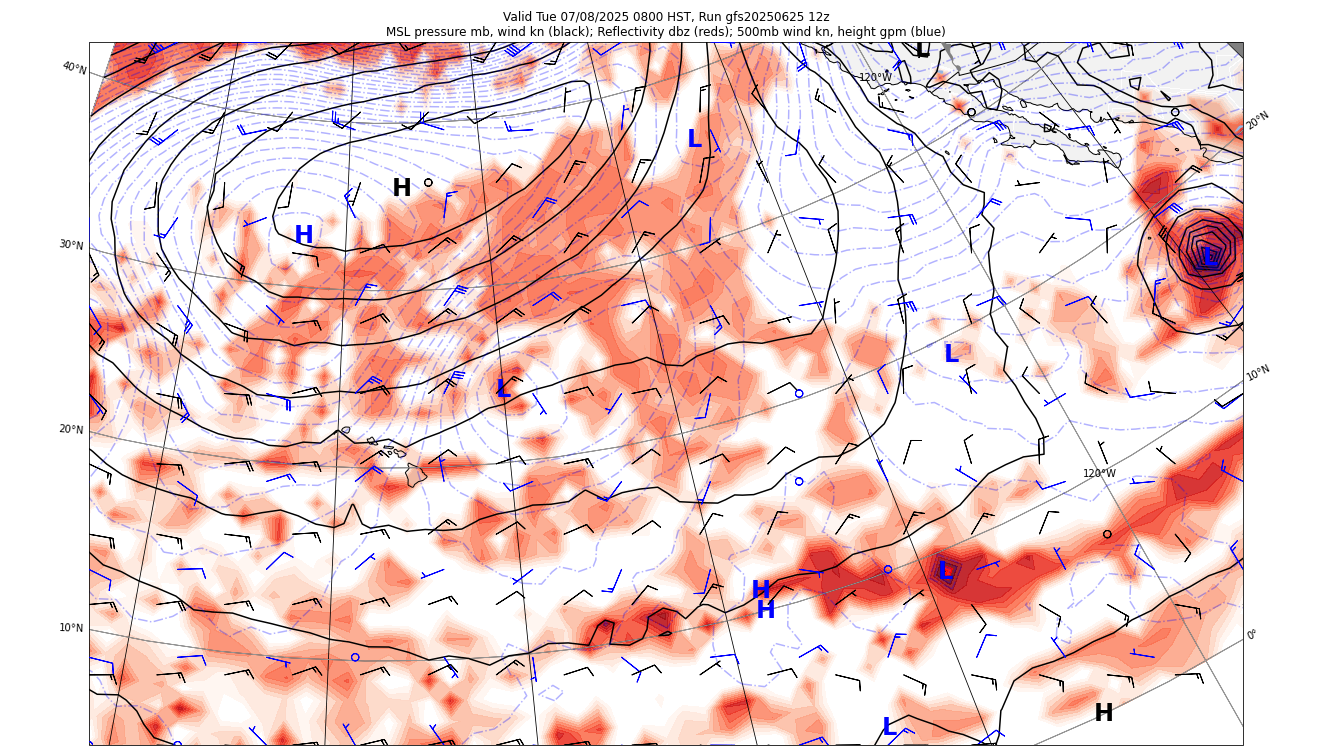 Valid Tue 07/08/2025 0800 HST, Run gfs20250625 12z
MSL pressure mb, wind kn (black); Reflectivity dbz (reds); 500mb wind kn, height gpm (blue)
L
40°N
120°W
20°N
L
H
H
30°N
L
L
10°N
L
20°N
120°W
L
H
H
10°N
0°
H
L